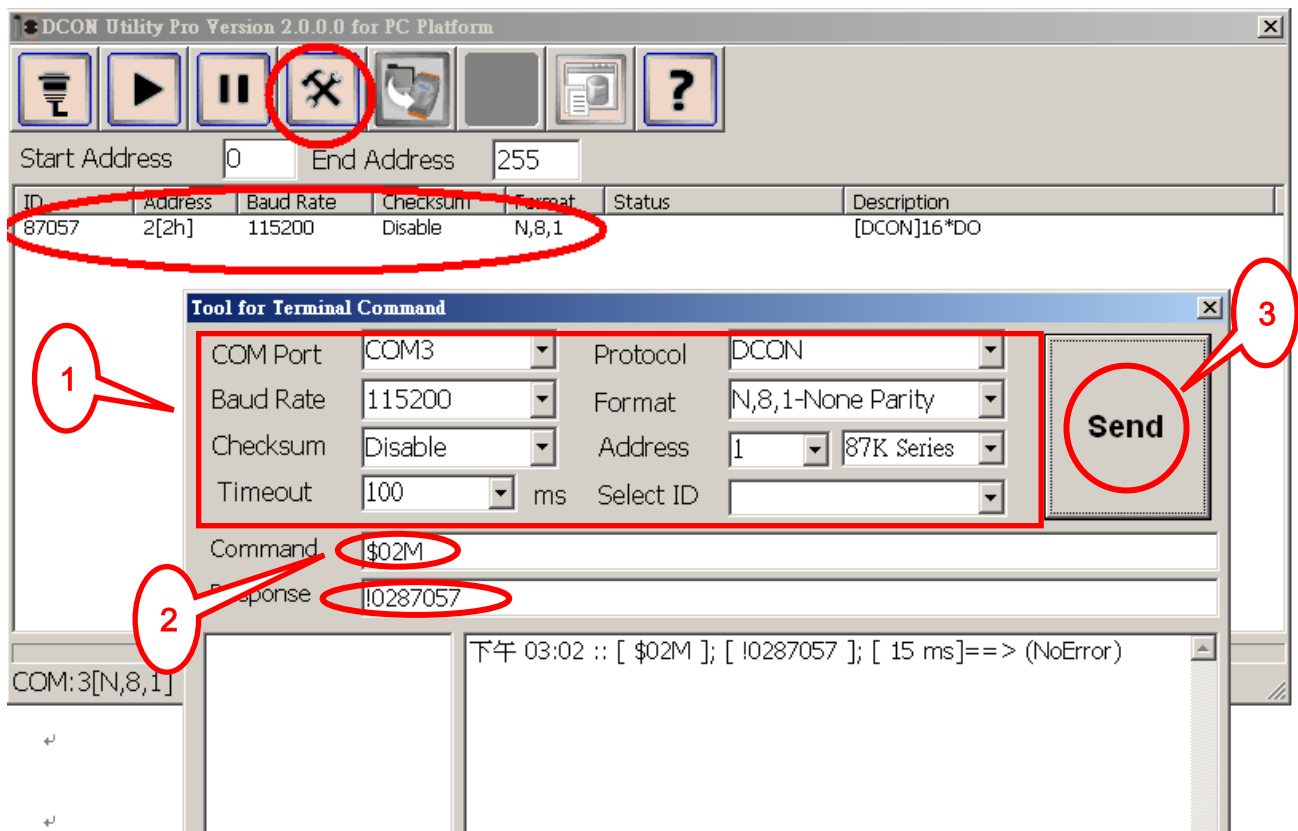 DCON Utility Pro Version 2.0.0.0 for PC Platform
?
Start Address 0 End Address 255
ID Address Baud Rate Checksum Format Status Description
87057 2[2h] 115200 Disable N,8,1 [DCON]16*DO
Tool for Terminal Command
3
1
COM Port COM3 Protocol DCON
Baud Rate 115200 Format N,8,1-None Parity
Send
Checksum Disable Address 1 87K Series
Timeout 100 ms Select ID
Command $02M
Response !0287057
2
下午 03:02 :: [ $02M ]; [ !0287057 ]; [ 15 ms]==> (NoError)
COM:3[N,8,1]